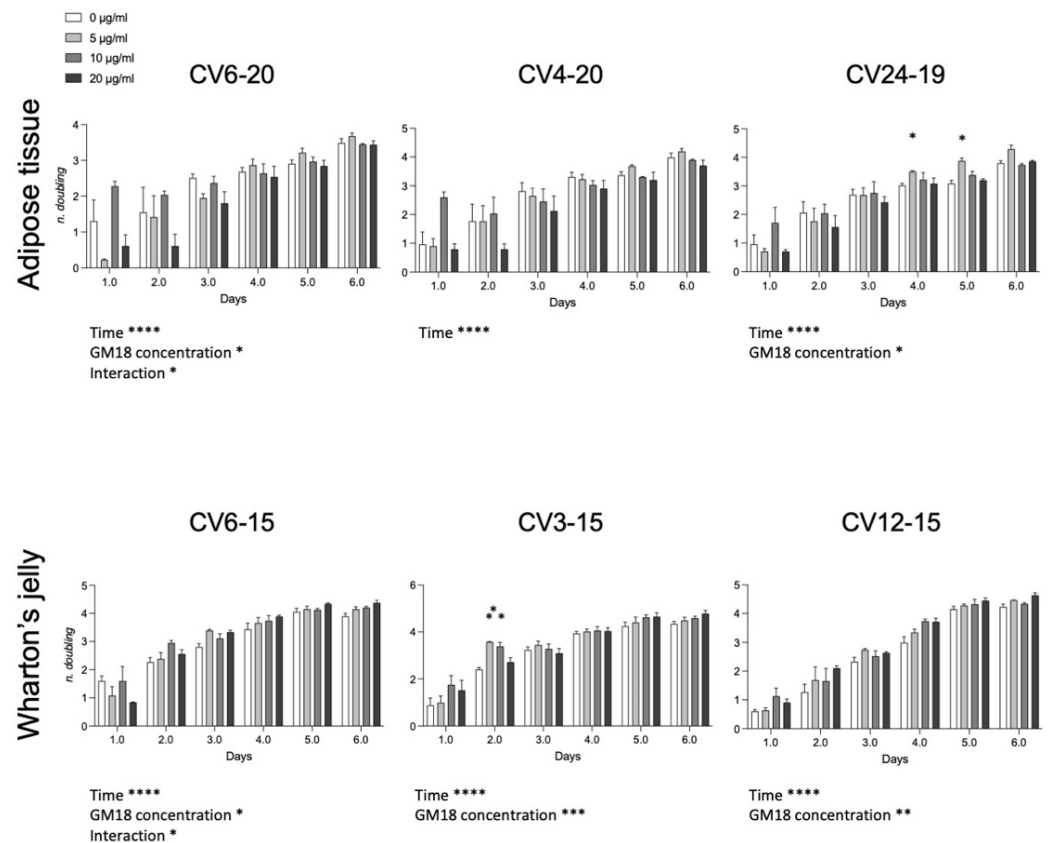 0 µg/ml
5 µg/ml
10 µg/ml
20 µg/ml
Adipose tissue
CV6-20
4
3
2
1
0
n. doubling
1.0 2.0 3.0 4.0 5.0 6.0
Days
Time ****
GM18 concentration *
Interaction *
CV4-20
5
4
3
2
1
0
1.0 2.0 3.0 4.0 5.0 6.0
Days
Time ****
CV24-19
* *
5
4
3
2
1
0
1.0 2.0 3.0 4.0 5.0 6.0
Days
Time ****
GM18 concentration *
Wharton's jelly
CV6-15
5
4
3
2
1
0
n. doubling
1.0 2.0 3.0 4.0 5.0 6.0
Days
Time ****
GM18 concentration *
Interaction *
CV3-15
*
* *
6
4
2
0
1.0 2.0 3.0 4.0 5.0 6.0
Days
Time ****
GM18 concentration ***
CV12-15
5
4
3
2
1
0
1.0 2.0 3.0 4.0 5.0 6.0
Days
Time ****
GM18 concentration **